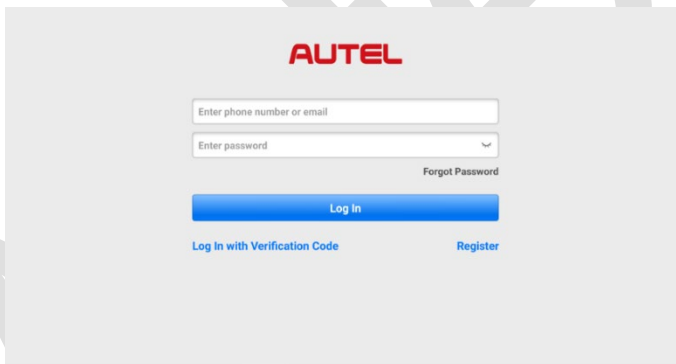 AUTEL
Enter phone number or email
Enter password
Forgot Password
Log In
Log In with Verification Code Register